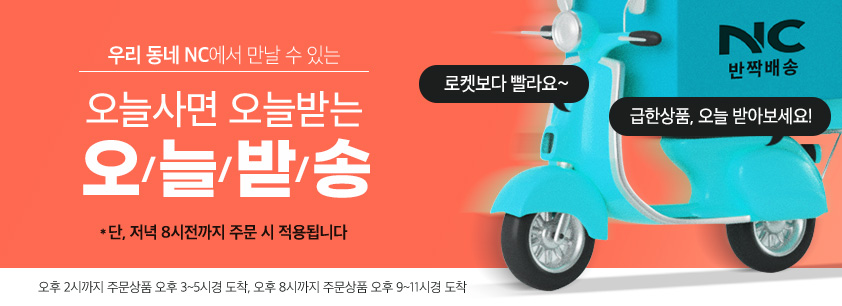 우리 동네 NC에서 만날 수 있는
오늘사면 오늘받는
오/늘/받/송
*단, 저녁 8시전까지 주문 시 적용됩니다
로켓보다 빨라요~
NC
반짝배송
급한상품, 오늘 받아보세요!
오후 2시까지 주문상품 오후 3~5시경 도착, 오후 8시까지 주문상품 오후 9~11시경 도착